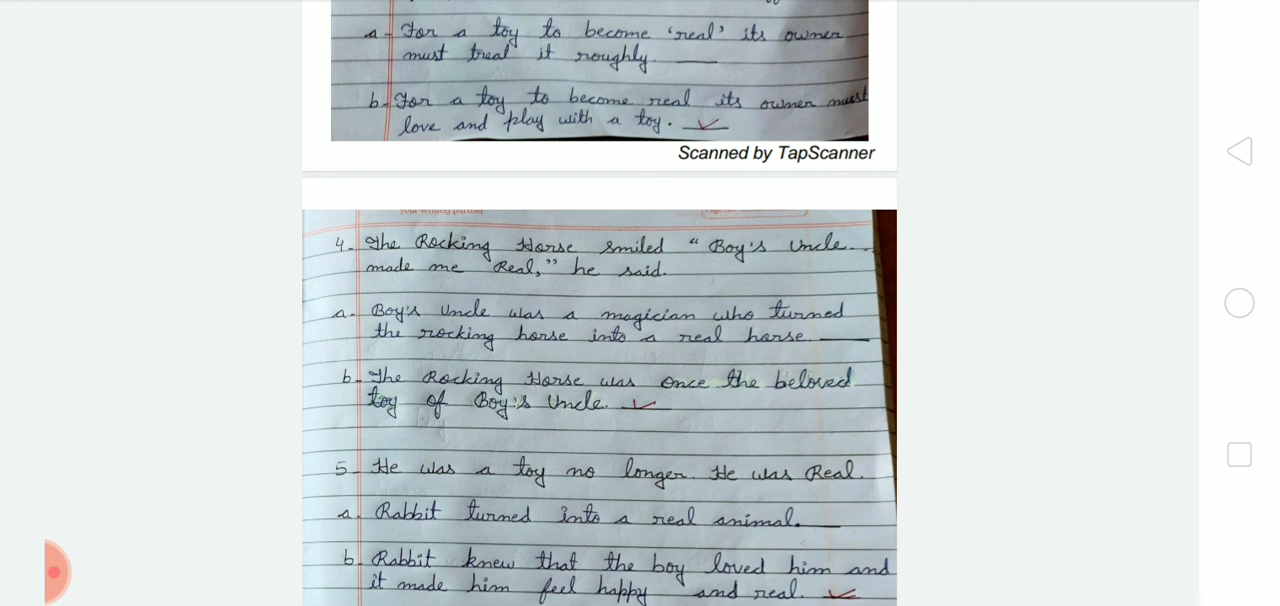 a- For a toy to become 'real' its owner
must treat it roughly.
b- For a toy to become real its owner must
love and play with a toy. ✓
Scanned by TapScanner
your writing partner
4- The Rocking Horse smiled " Boy's Uncle
made me Real," he said.
a- Boy's Uncle was a magician who turned
the rocking horse into a real horse.
b- The Rocking Horse was once the beloved
toy of Boy's Uncle. ✓
5- He was a toy no longer. He was Real.
a- Rabbit turned into a real animal.
b- Rabbit knew that the boy loved him and
it made him feel happy and real. ✓